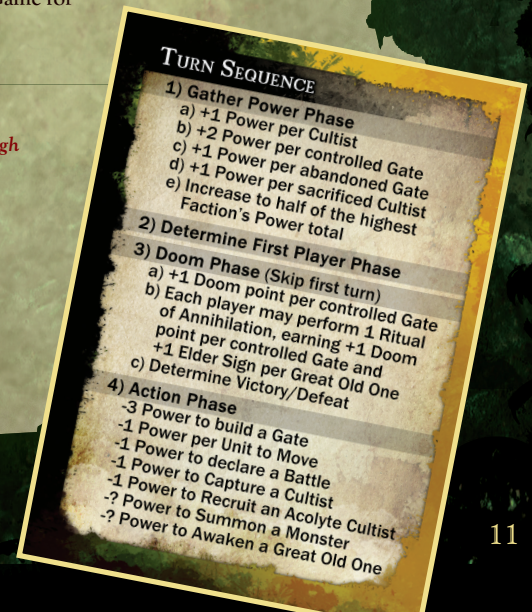 Game for
gh
TURN SEQUENCE
1) Gather Power Phase
a) +1 Power per Cultist
b) +2 Power per controlled Gate
c) +1 Power per abandoned Gate
d) +1 Power per sacrificed Cultist
e) Increase to half of the highest
Faction's Power total
2) Determine First Player Phase
3) Doom Phase (Skip first turn)
a) +1 Doom point per controlled Gate
b) Each player may perform 1 Ritual
of Annihilation, earning +1 Doom
point per controlled Gate and
+1 Elder Sign per Great Old One
c) Determine Victory/Defeat
4) Action Phase
-3 Power to build a Gate
-1 Power per Unit to Move
-1 Power to declare a Battle
-1 Power to Capture a Cultist
-1 Power to Recruit an Acolyte Cultist
-? Power to Summon a Monster
-? Power to Awaken a Great Old One
11